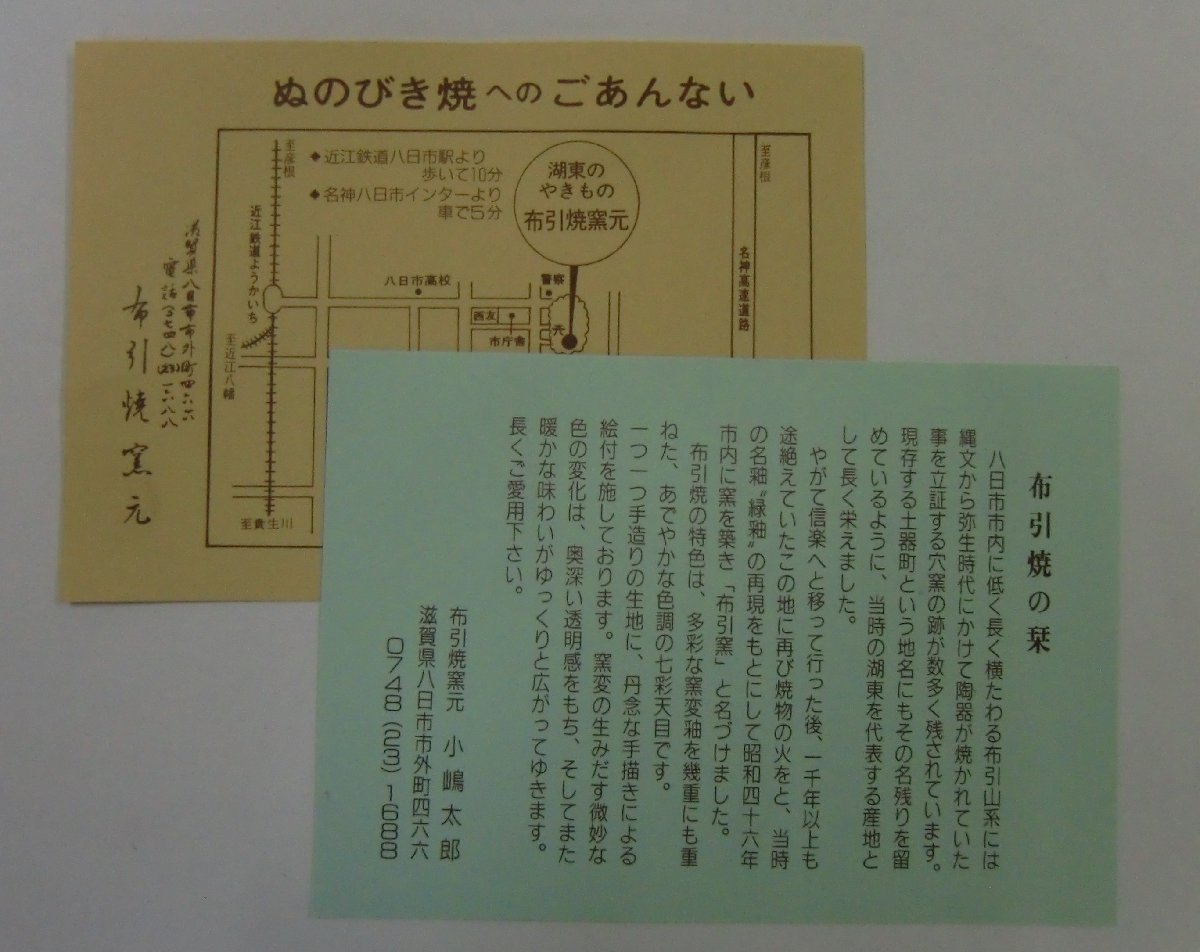 ぬのびき焼へのごあんない
至彦根
◆近江鉄道八日市駅より
歩いて10分
◆名神八日市インターより
車で5分
湖東の
やきもの
布引焼窯元
至彦根
名神高速道路
近江鉄道ようかいち
八日市高校
警察
西友
市庁舎
至近江八幡
至貴生川
滋賀県八日市市外町四六六
電話〇七四八(23)一六八八
布引焼窯元
布引焼の栞
八日市市内に低く長く横たわる布引山系には
縄文から弥生時代にかけて陶器が焼かれていた
事を立証する穴窯の跡が数多く残されています。
現存する土器町という地名にもその名残りを留
めているように、当時の湖東を代表する産地と
して長く栄えました。
やがて信楽へと移って行った後、一千年以上も
途絶えていたこの地に再び焼物の火をと、当時
の名釉〝緑釉〟の再現をもとにして昭和四十六年
市内に窯を築き「布引窯」と名づけました。
布引焼の特色は、多彩な窯変釉を幾重にも重
ねた、あでやかな色調の七彩天目です。
一つ一つ手造りの生地に、丹念な手描きによる
絵付を施しております。窯変の生みだす微妙な
色の変化は、奥深い透明感をもち、そしてまた
暖かな味わいがゆっくりと広がってゆきます。
長くご愛用下さい。
布引焼窯元 小嶋太郎
滋賀県八日市市外町四六六
0748(23)1688